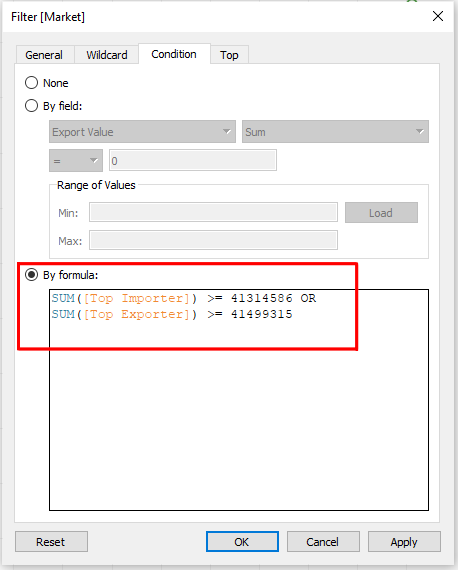 Filter [Market]
General Wildcard Condition Top
None
By field:
Export Value Sum
= 0
Range of Values
Min: Load
Max:
By formula:
SUM([Top Importer]) >= 41314586 OR
SUM([Top Exporter]) >= 41499315
Reset OK Cancel Apply